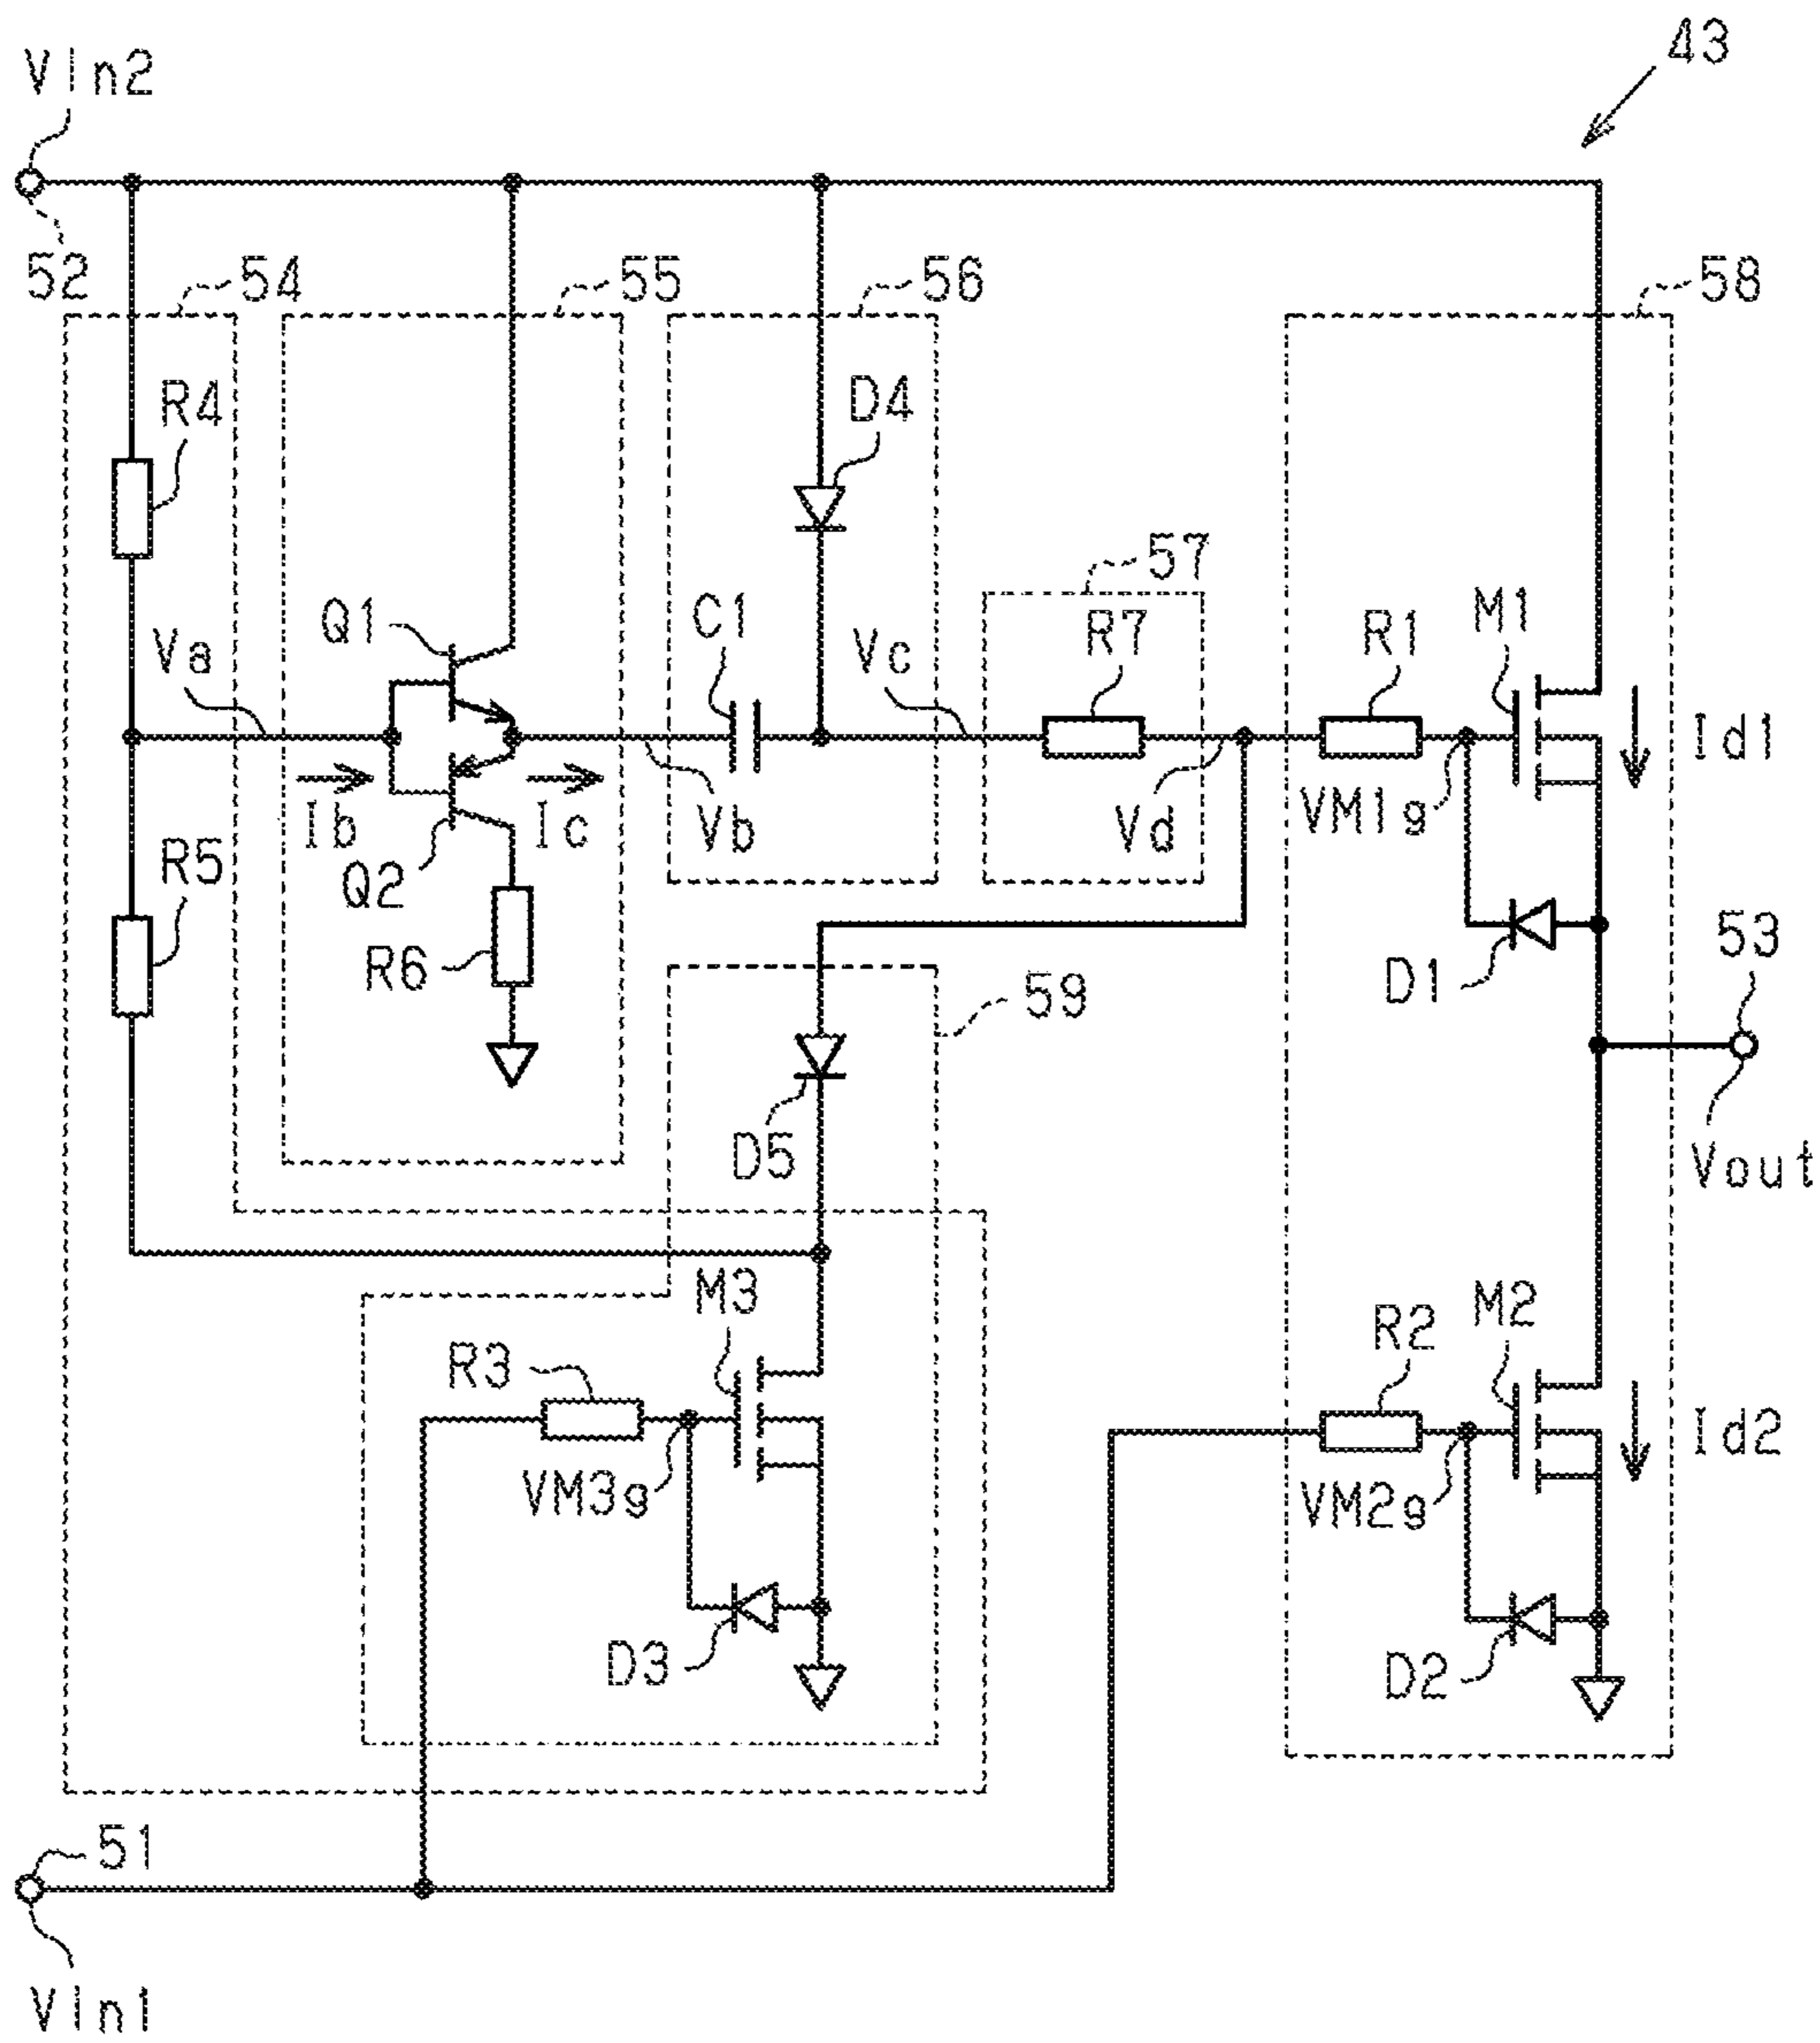 43
VIn2
52
54
55
56
58
R4
D4
57
Q1
C1
R7
R1
M1
Va
Vc
Id1
Ib
Ic
Vb
Vd
VM1g
R5
Q2
R6
D1
53
59
D5
Vout
M3
M2
R3
R2
Id2
VM3g
VM2g
D3
D2
51
VIn1